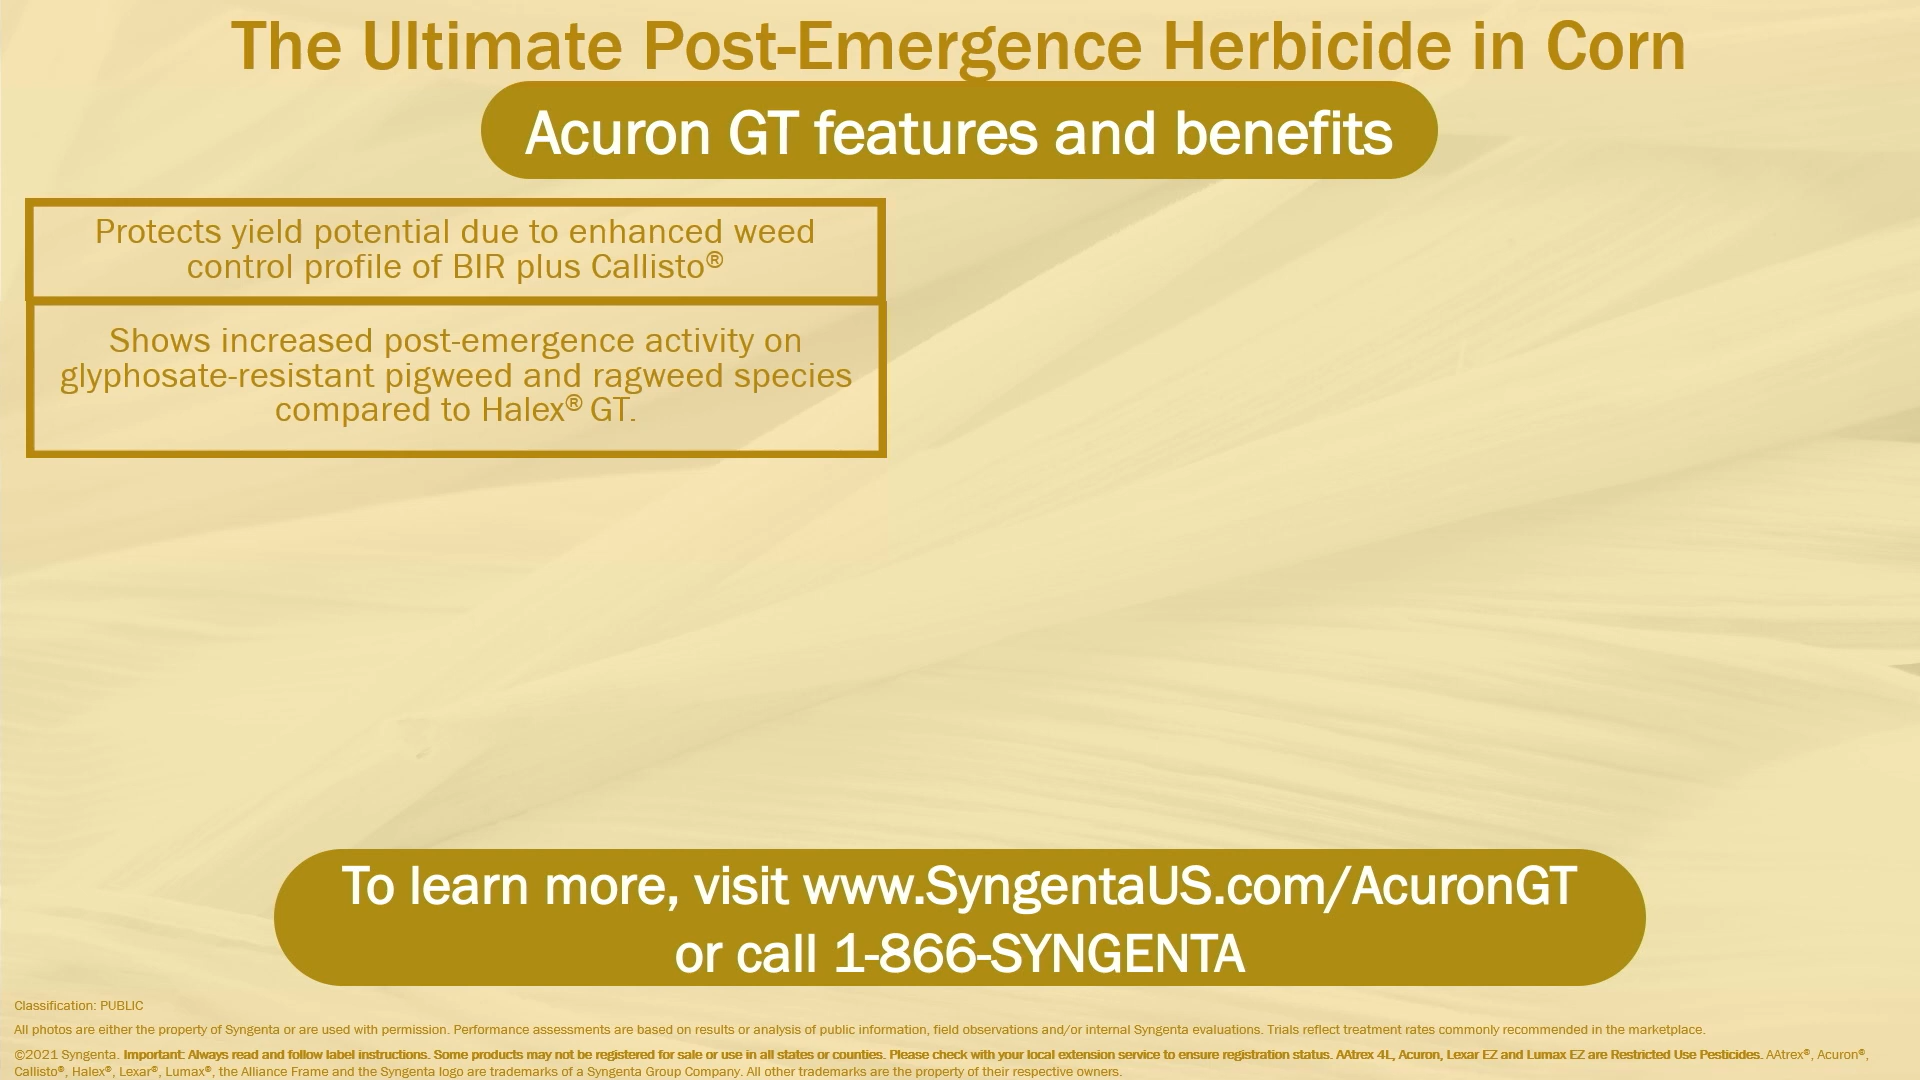 The Ultimate Post-Emergence Herbicide in Corn
Acuron GT features and benefits
Protects yield potential due to enhanced weed
control profile of BIR plus Callisto®
Shows increased post-emergence activity on
glyphosate-resistant pigweed and ragweed species
compared to Halex® GT.
To learn more, visit www.SyngentaUS.com/AcuronGT
or call 1-866-SYNGENTA
Classification: PUBLIC
All photos are either the property of Syngenta or are used with permission. Performance assessments are based on results or analysis of public information, field observations and/or internal Syngenta evaluations. Trials reflect treatment rates commonly recommended in the marketplace.
©2021 Syngenta. Important: Always read and follow label instructions. Some products may not be registered for sale or use in all states or counties. Please check with your local extension service to ensure registration status. AAtrex 4L, Acuron, Lexar EZ and Lumax EZ are Restricted Use Pesticides. AAtrex®, Acuron®,
Callisto®, Halex®, Lexar®, Lumax®, the Alliance Frame and the Syngenta logo are trademarks of a Syngenta Group Company. All other trademarks are the property of their respective owners.